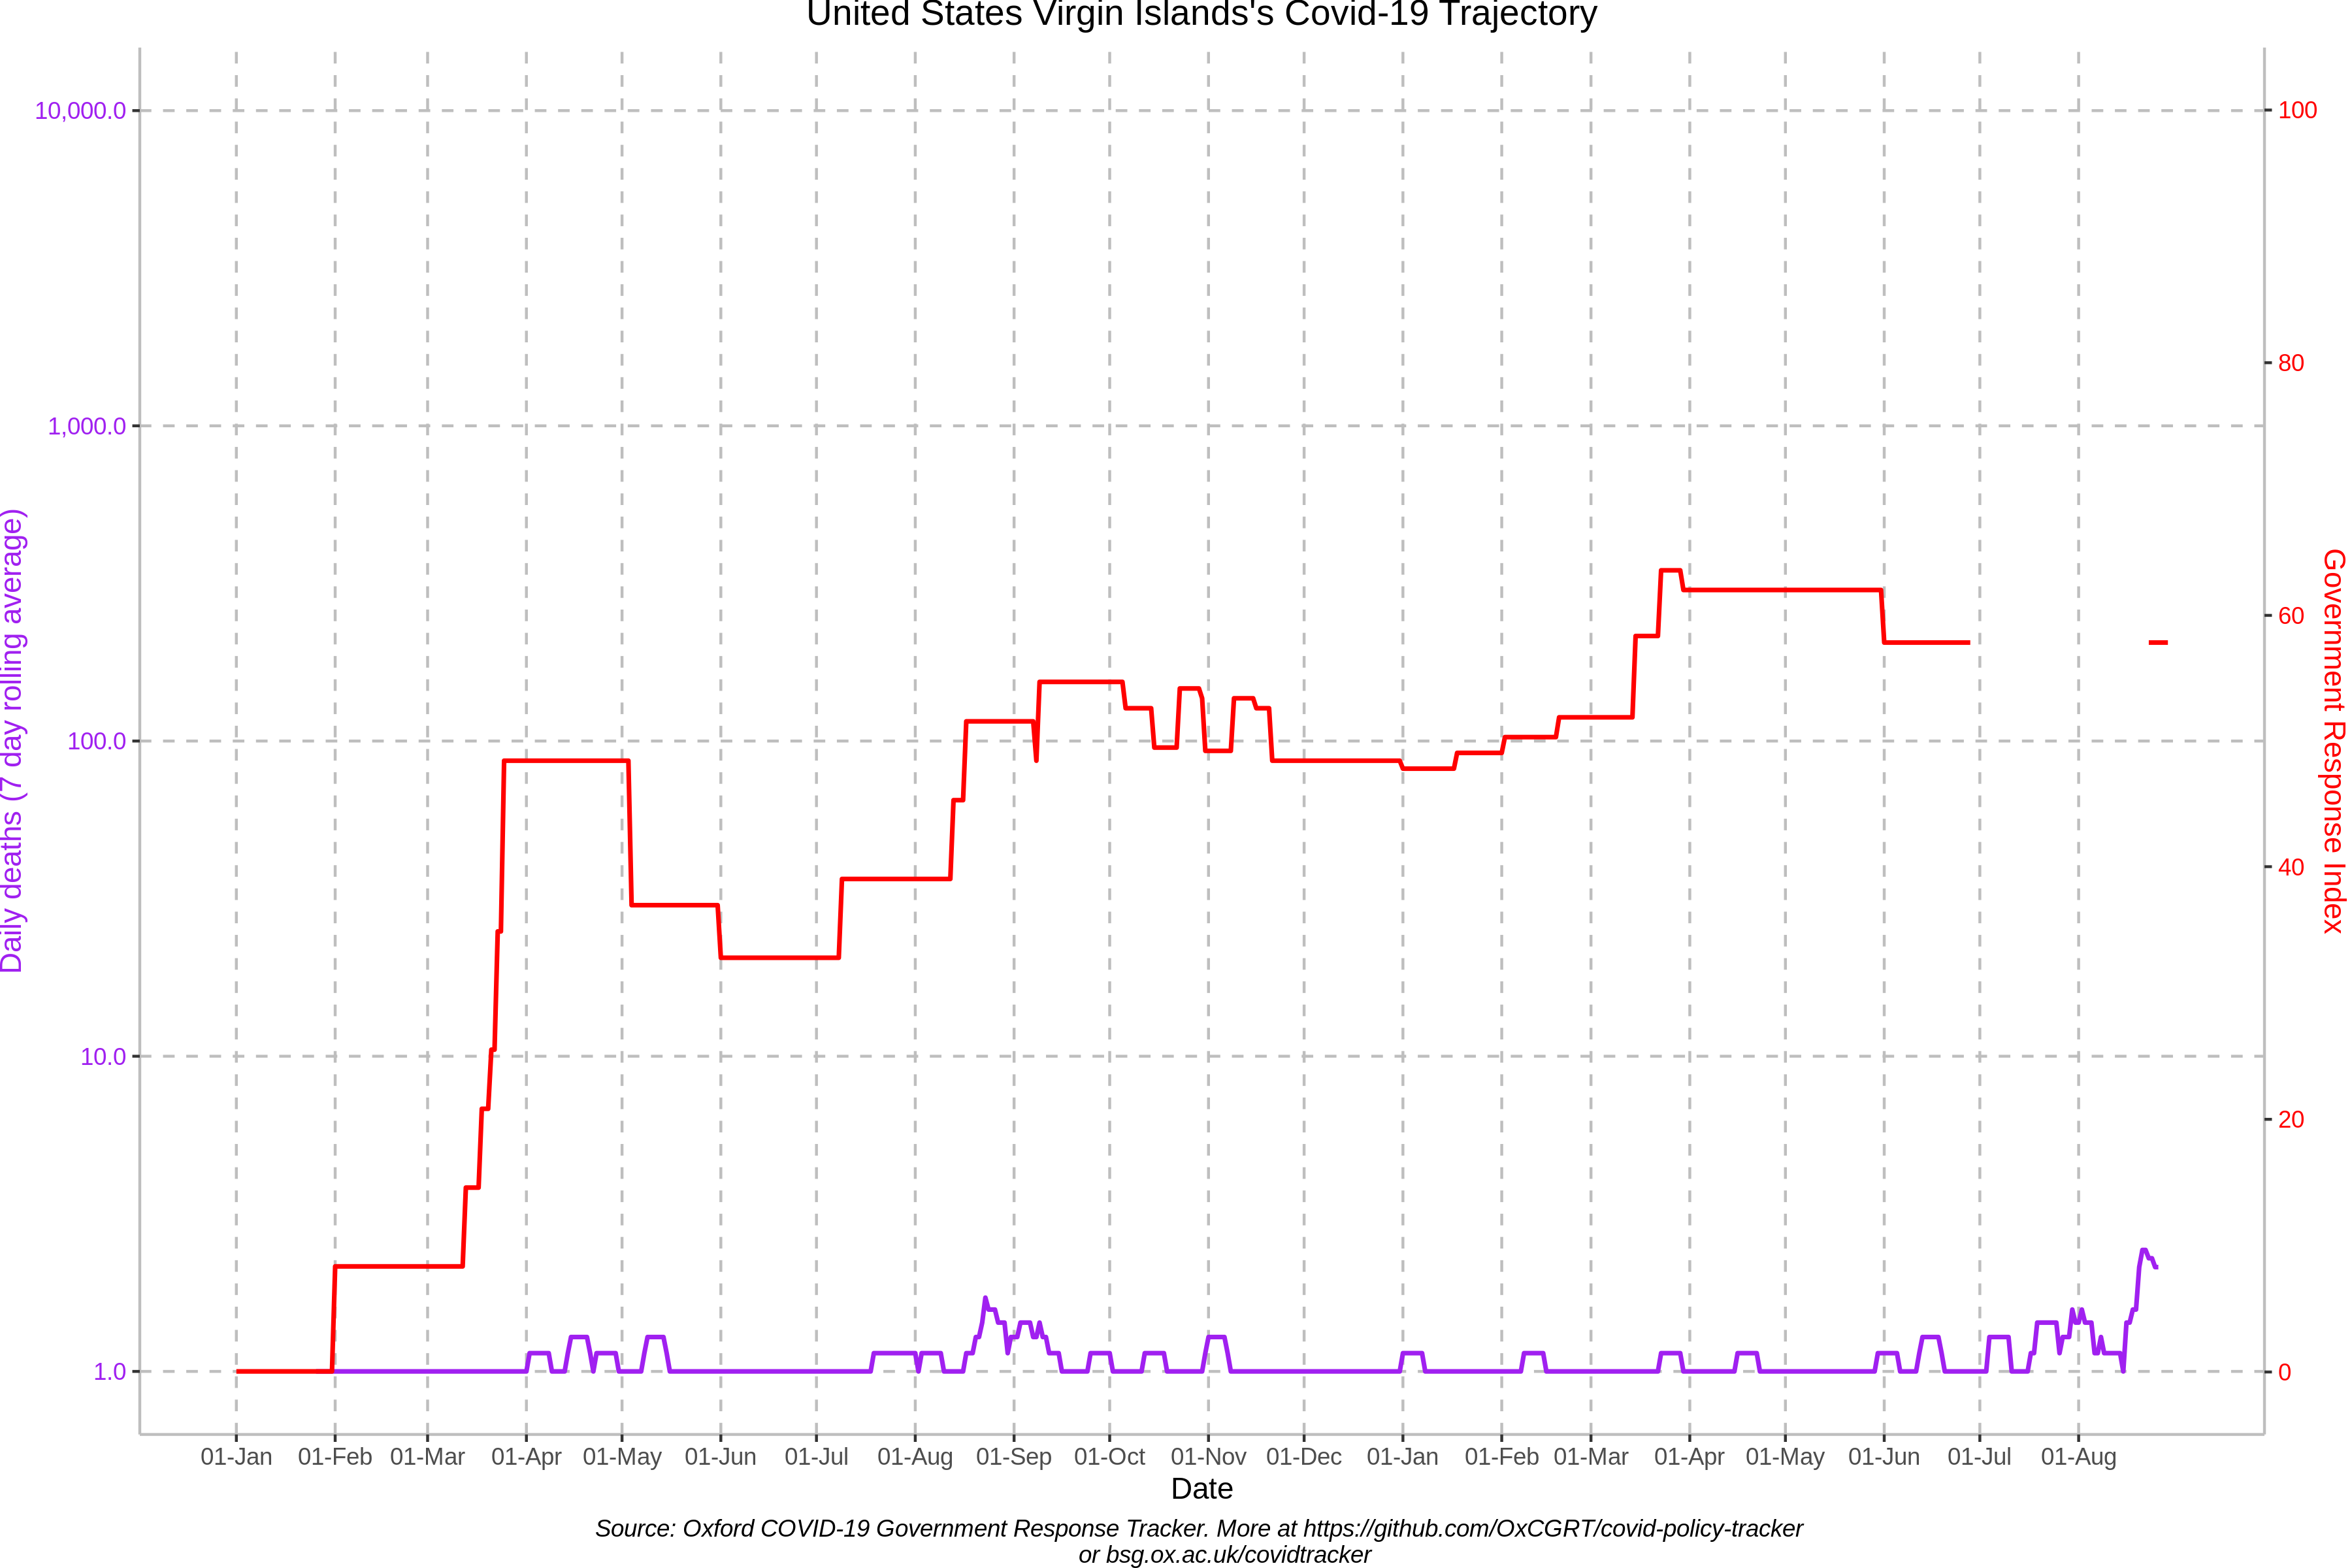 United States Virgin Islands's Covid-19 Trajectory
10,000.0
1,000.0
100.0
10.0
1.0
Daily deaths (7 day rolling average)
100
80
60
40
20
0
Government Response Index
01-Jan 01-Feb 01-Mar 01-Apr 01-May 01-Jun 01-Jul 01-Aug 01-Sep 01-Oct 01-Nov 01-Dec 01-Jan 01-Feb 01-Mar 01-Apr 01-May 01-Jun 01-Jul 01-Aug
Date
Source: Oxford COVID-19 Government Response Tracker. More at https://github.com/OxCGRT/covid-policy-tracker
or bsg.ox.ac.uk/covidtracker